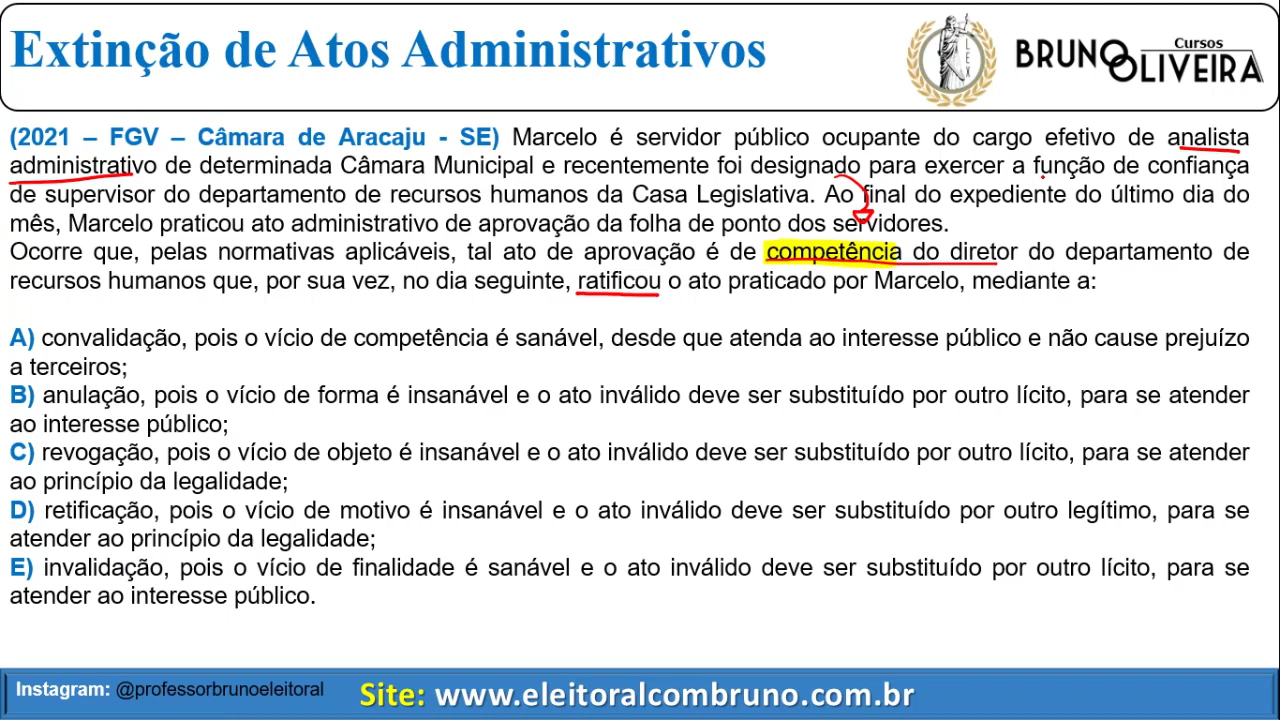 Extinção de Atos Administrativos
LEX
Cursos
BRUNO OLIVEIRA
(2021 – FGV – Câmara de Aracaju - SE) Marcelo é servidor público ocupante do cargo efetivo de analista
administrativo de determinada Câmara Municipal e recentemente foi designado para exercer a função de confiança
de supervisor do departamento de recursos humanos da Casa Legislativa. Ao final do expediente do último dia do
mês, Marcelo praticou ato administrativo de aprovação da folha de ponto dos servidores.
Ocorre que, pelas normativas aplicáveis, tal ato de aprovação é de competência do diretor do departamento de
recursos humanos que, por sua vez, no dia seguinte, ratificou o ato praticado por Marcelo, mediante a:
A) convalidação, pois o vício de competência é sanável, desde que atenda ao interesse público e não cause prejuízo
a terceiros;
B) anulação, pois o vício de forma é insanável e o ato inválido deve ser substituído por outro lícito, para se atender
ao interesse público;
C) revogação, pois o vício de objeto é insanável e o ato inválido deve ser substituído por outro lícito, para se atender
ao princípio da legalidade;
D) retificação, pois o vício de motivo é insanável e o ato inválido deve ser substituído por outro legítimo, para se
atender ao princípio da legalidade;
E) invalidação, pois o vício de finalidade é sanável e o ato inválido deve ser substituído por outro lícito, para se
atender ao interesse público.
Instagram: @professorbrunoeleitoral
Site: www.eleitoralcombruno.com.br